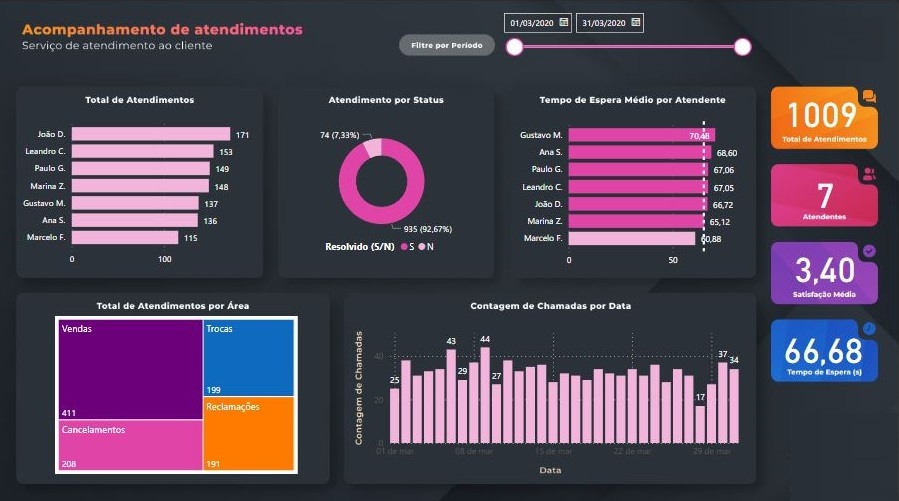 Acompanhamento de atendimentos
Serviço de atendimento ao cliente
Filtre por Período
01/03/2020
31/03/2020
Total de Atendimentos
João D.
171
Leandro C.
153
Paulo G.
149
Marina Z.
148
Gustavo M.
137
Ana S.
136
Marcelo F.
115
0
100
Atendimento por Status
74 (7,33%)
935 (92,67%)
Resolvido (S/N)
S
N
Tempo de Espera Médio por Atendente
Gustavo M.
70,48
Ana S.
68,60
Paulo G.
67,06
Leandro C.
67,05
João D.
66,72
Marina Z.
65,12
Marcelo F.
60,88
0
50
1009
Total de Atendimentos
7
Atendentes
3,40
Satisfação Média
66,68
Tempo de Espera (s)
Total de Atendimentos por Área
Vendas
411
Cancelamentos
208
Trocas
199
Reclamações
191
Contagem de Chamadas por Data
Contagem de Chamadas
40
20
0
25
43
29
44
27
17
37
34
01 de mar
08 de mar
15 de mar
22 de mar
29 de mar
Data